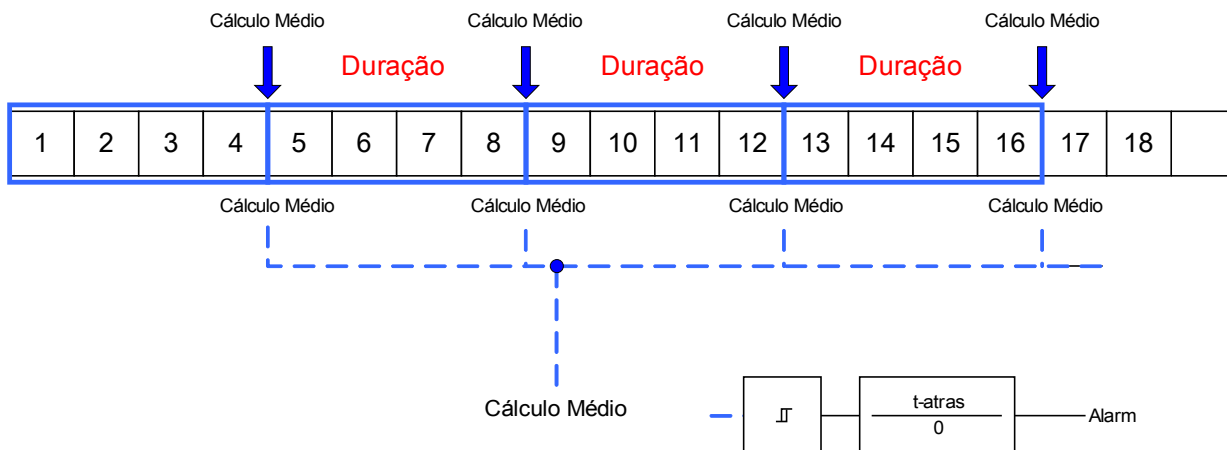 Cálculo Médio Cálculo Médio Cálculo Médio Cálculo Médio
Duração Duração Duração
1 2 3 4 5 6 7 8 9 10 11 12 13 14 15 16 17 18
Cálculo Médio Cálculo Médio Cálculo Médio Cálculo Médio
Cálculo Médio
t-atras
0
Alarm